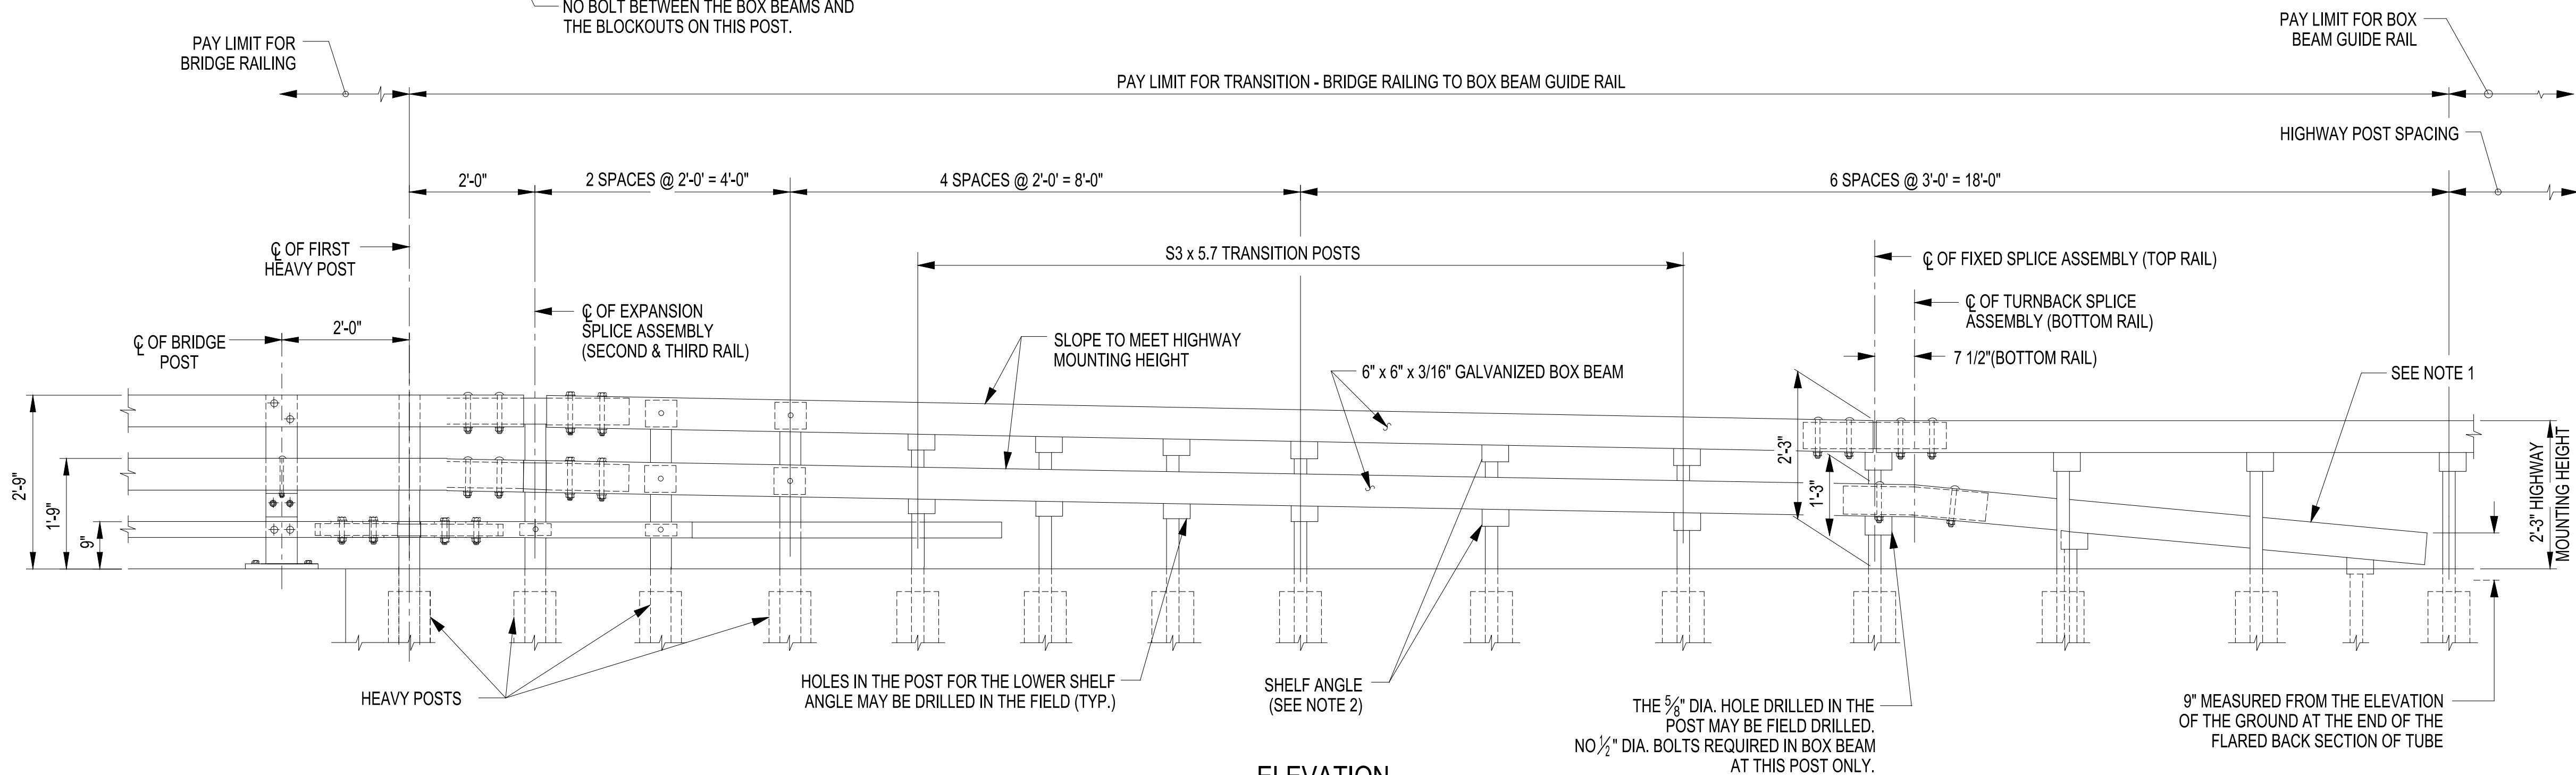 NO BOLT BETWEEN THE BOX BEAMS AND
THE BLOCKOUTS ON THIS POST.
PAY LIMIT FOR
BRIDGE RAILING
PAY LIMIT FOR BOX
BEAM GUIDE RAIL
PAY LIMIT FOR TRANSITION - BRIDGE RAILING TO BOX BEAM GUIDE RAIL
HIGHWAY POST SPACING
2'-0"
2 SPACES @ 2'-0' = 4'-0"
4 SPACES @ 2'-0' = 8'-0"
6 SPACES @ 3'-0' = 18'-0"
℄ OF FIRST
HEAVY POST
S3 x 5.7 TRANSITION POSTS
℄ OF FIXED SPLICE ASSEMBLY (TOP RAIL)
℄ OF EXPANSION
SPLICE ASSEMBLY
(SECOND & THIRD RAIL)
℄ OF TURNBACK SPLICE
ASSEMBLY (BOTTOM RAIL)
2'-0"
℄ OF BRIDGE
POST
SLOPE TO MEET HIGHWAY
MOUNTING HEIGHT
7 1/2"(BOTTOM RAIL)
6" x 6" x 3/16" GALVANIZED BOX BEAM
SEE NOTE 1
2'-9"
1'-9"
9"
2'-3"
1'-3"
2'-3" HIGHWAY
MOUNTING HEIGHT
HEAVY POSTS
HOLES IN THE POST FOR THE LOWER SHELF
ANGLE MAY BE DRILLED IN THE FIELD (TYP.)
SHELF ANGLE
(SEE NOTE 2)
THE 5⁄8" DIA. HOLE DRILLED IN THE
POST MAY BE FIELD DRILLED.
NO 1⁄2" DIA. BOLTS REQUIRED IN BOX BEAM
AT THIS POST ONLY.
9" MEASURED FROM THE ELEVATION
OF THE GROUND AT THE END OF THE
FLARED BACK SECTION OF TUBE
ELEVATION